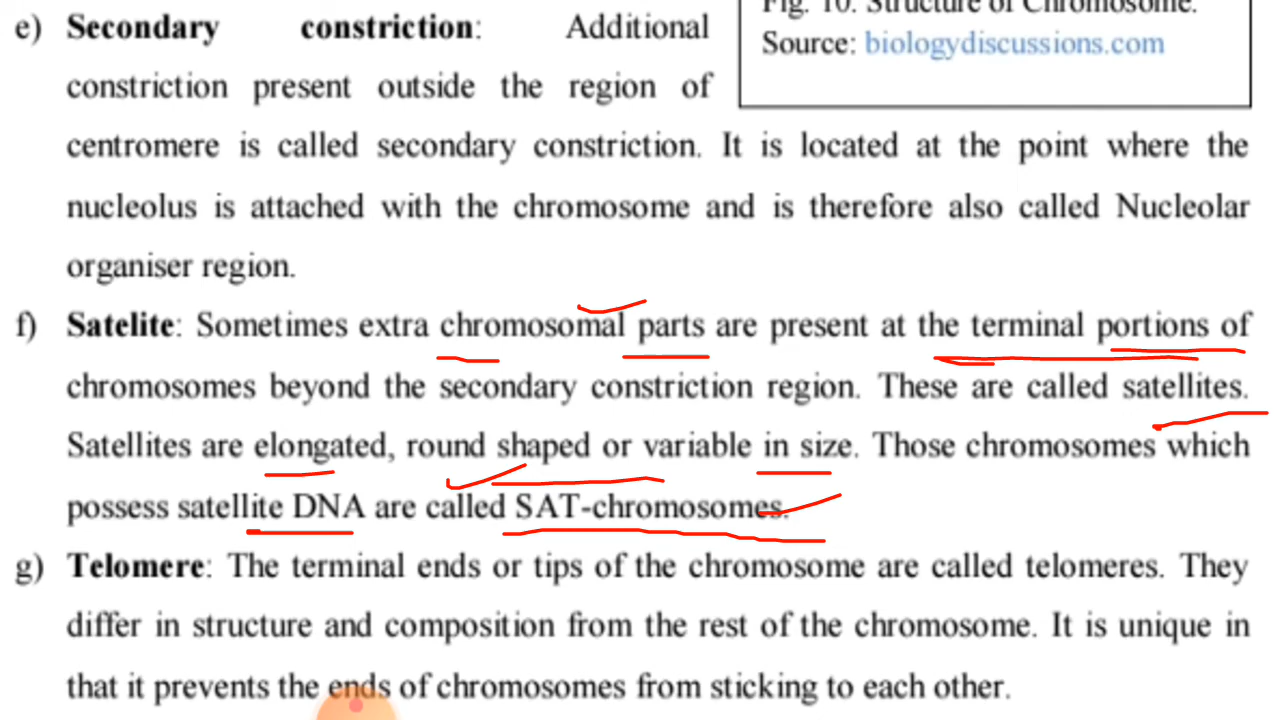 Fig. 10. Structure of Chromosome.
Source: biologydiscussions.com
e) Secondary constriction: Additional
constriction present outside the region of
centromere is called secondary constriction. It is located at the point where the
nucleolus is attached with the chromosome and is therefore also called Nucleolar
organiser region.
f) Satelite: Sometimes extra chromosomal parts are present at the terminal portions of
chromosomes beyond the secondary constriction region. These are called satellites.
Satellites are elongated, round shaped or variable in size. Those chromosomes which
possess satellite DNA are called SAT-chromosomes.
g) Telomere: The terminal ends or tips of the chromosome are called telomeres. They
differ in structure and composition from the rest of the chromosome. It is unique in
that it prevents the ends of chromosomes from sticking to each other.